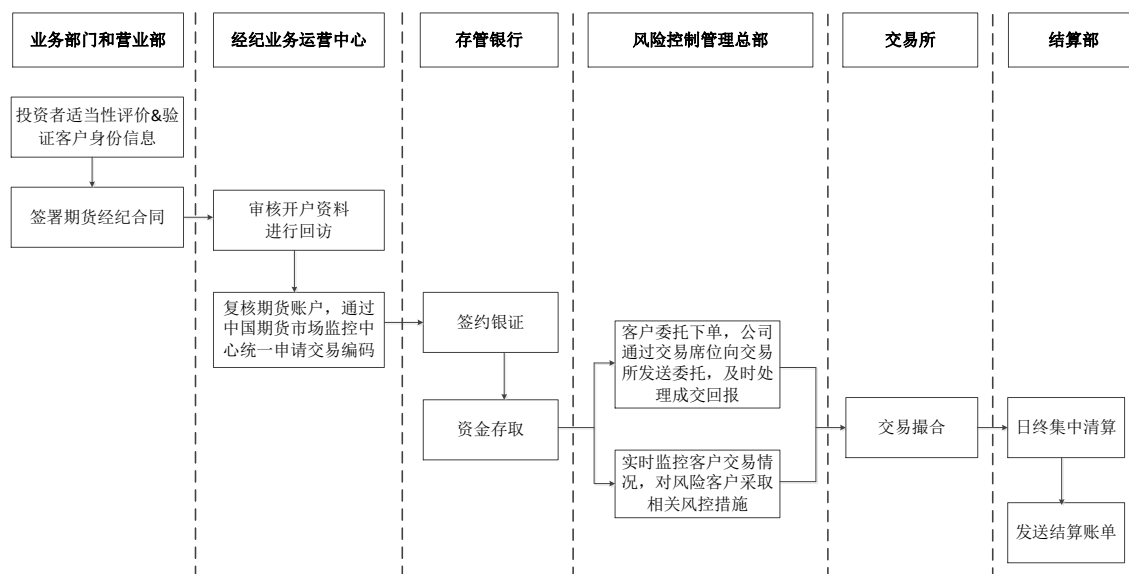 业务部门和营业部
经纪业务运营中心
存管银行
风险控制管理总部
交易所
结算部
投资者适当性评价&验
证客户身份信息
签署期货经纪合同
审核开户资料
进行回访
复核期货账户，通过
中国期货市场监控中
心统一申请交易编码
签约银证
资金存取
客户委托下单，公司
通过交易席位向交易
所发送委托，及时处
理成交回报
实时监控客户交易情
况，对风险客户采取
相关风控措施
交易撮合
日终集中清算
发送结算账单